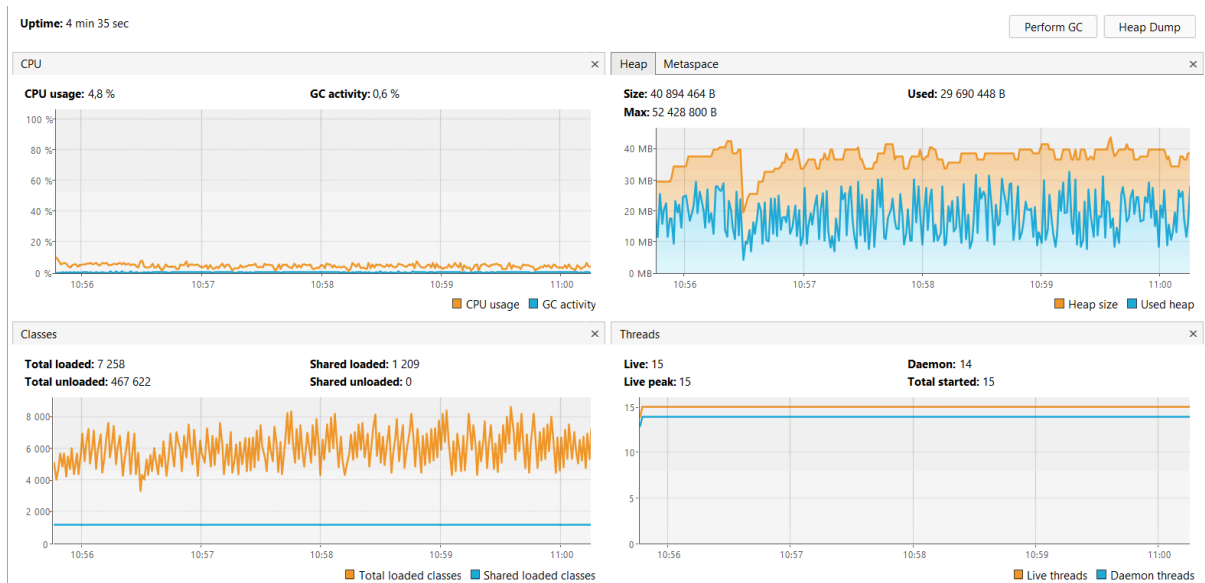 Uptime: 4 min 35 sec
Perform GC Heap Dump
CPU
CPU usage: 4,8 % GC activity: 0,6 %
100 %
80 %
60 %
40 %
20 %
0 %
10:56 10:57 10:58 10:59 11:00
CPU usage GC activity
Heap Metaspace
Size: 40 894 464 B Used: 29 690 448 B
Max: 52 428 800 B
40 MB
30 MB
20 MB
10 MB
0 MB
10:56 10:57 10:58 10:59 11:00
Heap size Used heap
Classes
Total loaded: 7 258 Shared loaded: 1 209
Total unloaded: 467 622 Shared unloaded: 0
8 000
6 000
4 000
2 000
0
10:56 10:57 10:58 10:59 11:00
Total loaded classes Shared loaded classes
Threads
Live: 15 Daemon: 14
Live peak: 15 Total started: 15
15
10
5
0
10:56 10:57 10:58 10:59 11:00
Live threads Daemon threads